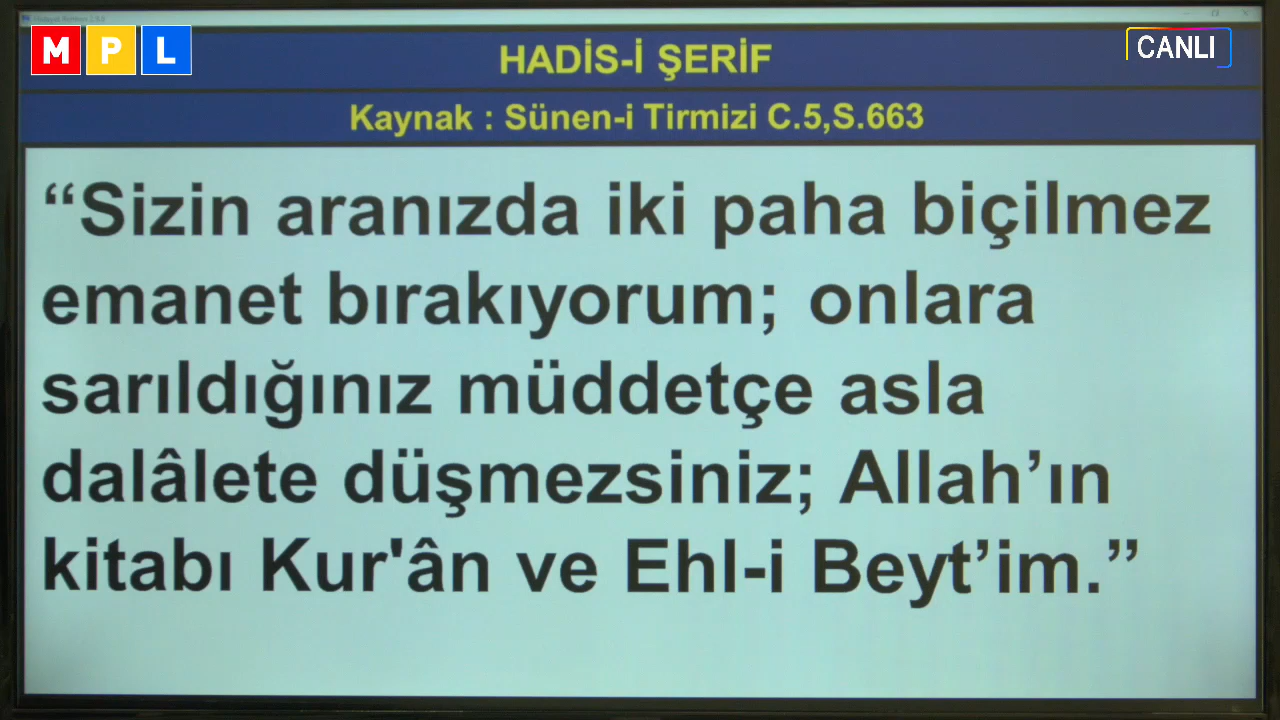 M P L
CANLI
HADİS-İ ŞERİF
Kaynak : Sünen-i Tirmizi C.5,S.663
“Sizin aranızda iki paha biçilmez
emanet bırakıyorum; onlara
sarıldığınız müddetçe asla
dalâlete düşmezsiniz; Allah’ın
kitabı Kur'ân ve Ehl-i Beyt’im.”